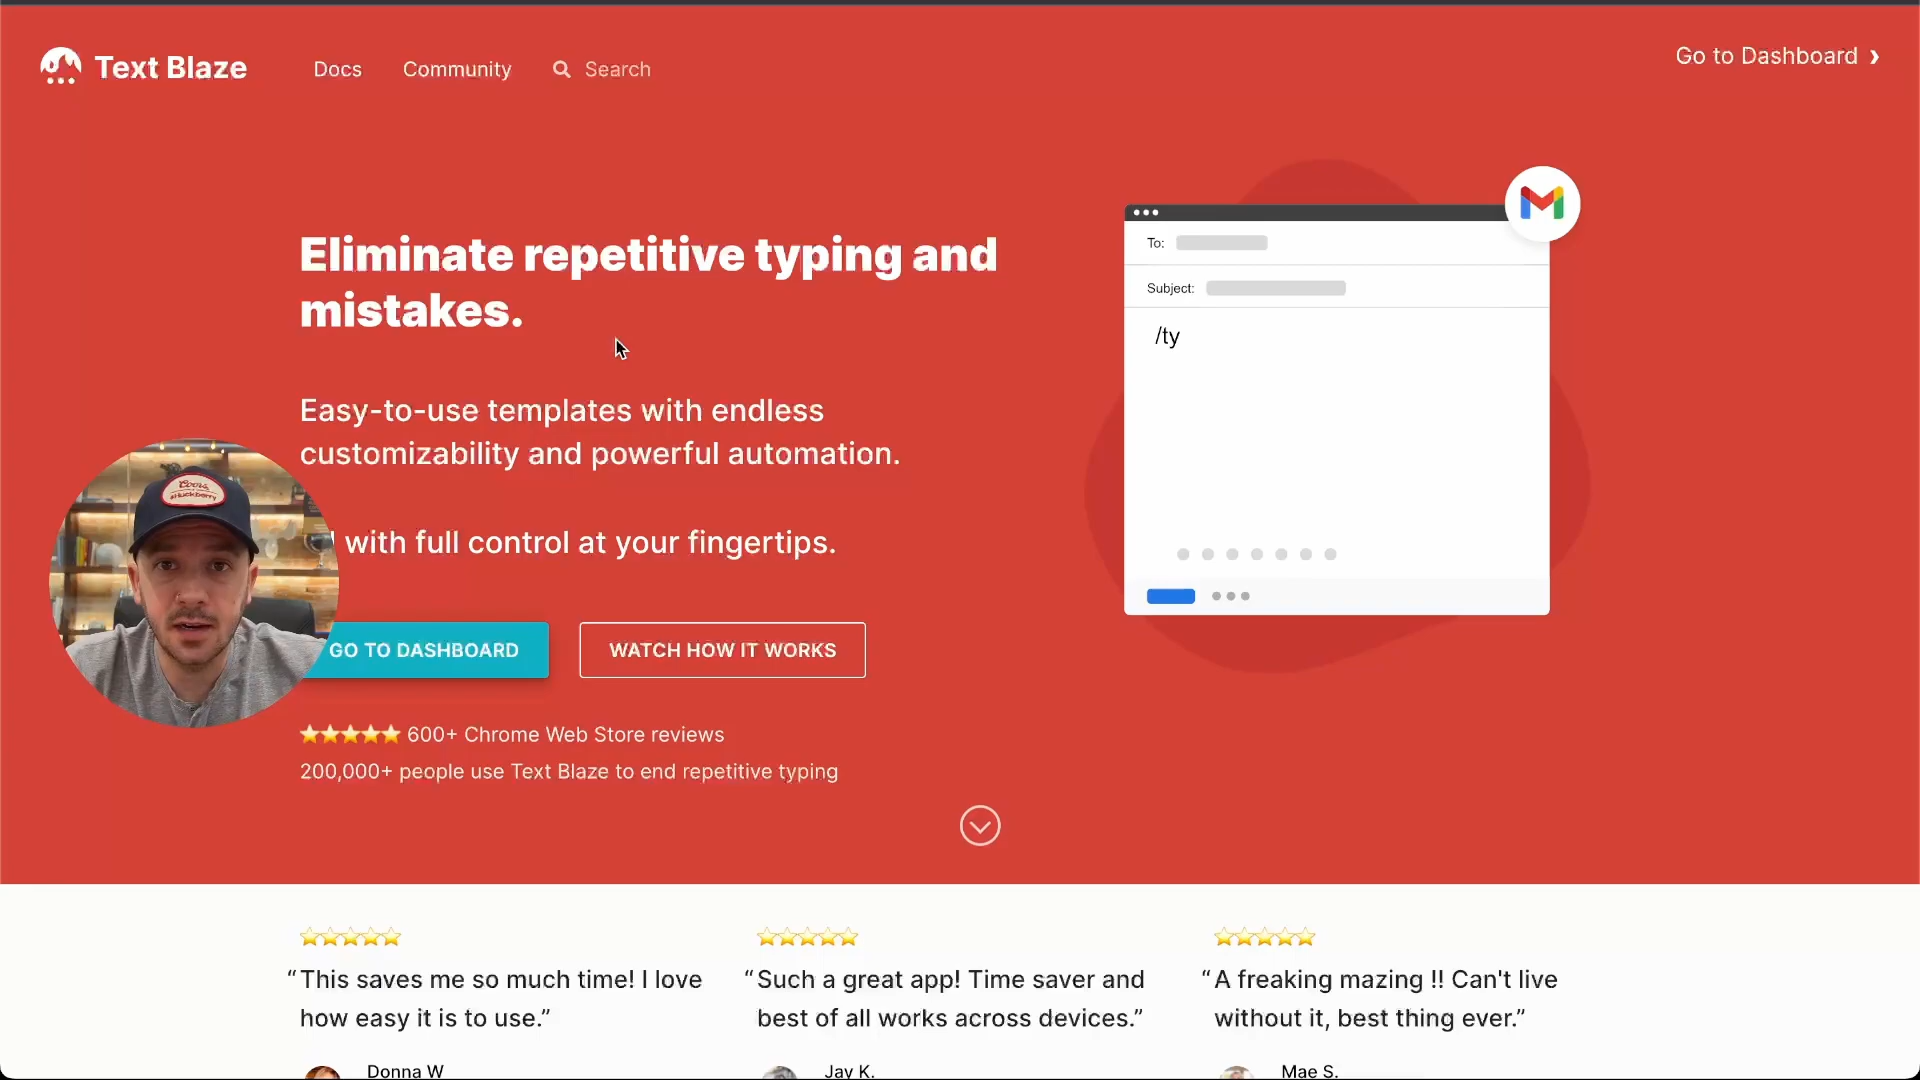 Text Blaze
Docs
Community
Search
Go to Dashboard
Eliminate repetitive typing and
mistakes.
Easy-to-use templates with endless
customizability and powerful automation.
with full control at your fingertips.
GO TO DASHBOARD
WATCH HOW IT WORKS
600+ Chrome Web Store reviews
200,000+ people use Text Blaze to end repetitive typing
To:
Subject:
/ty
Coors
Huckberry
“This saves me so much time! I love
how easy it is to use.”
Donna W
“Such a great app! Time saver and
best of all works across devices.”
Jay K.
“A freaking mazing !! Can't live
without it, best thing ever.”
Mae S.